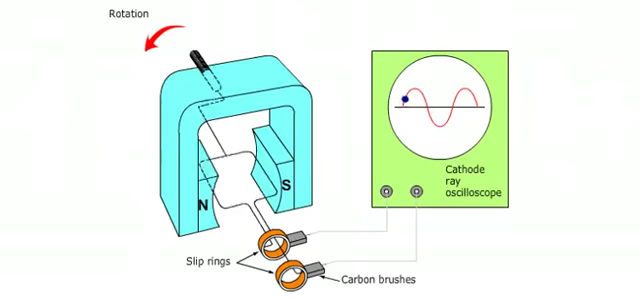 Rotation
N
S
Cathode
ray
oscilloscope
Slip rings
Carbon brushes